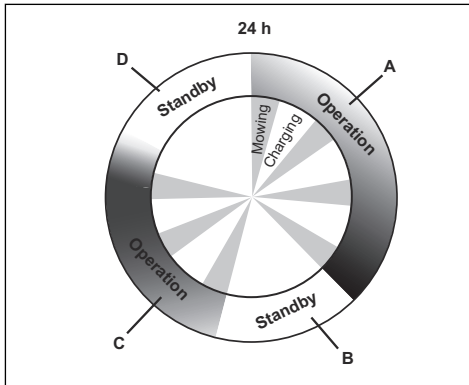 24 h
D
A
Standby
Operation
Mowing
Charging
Operation
Standby
C
B